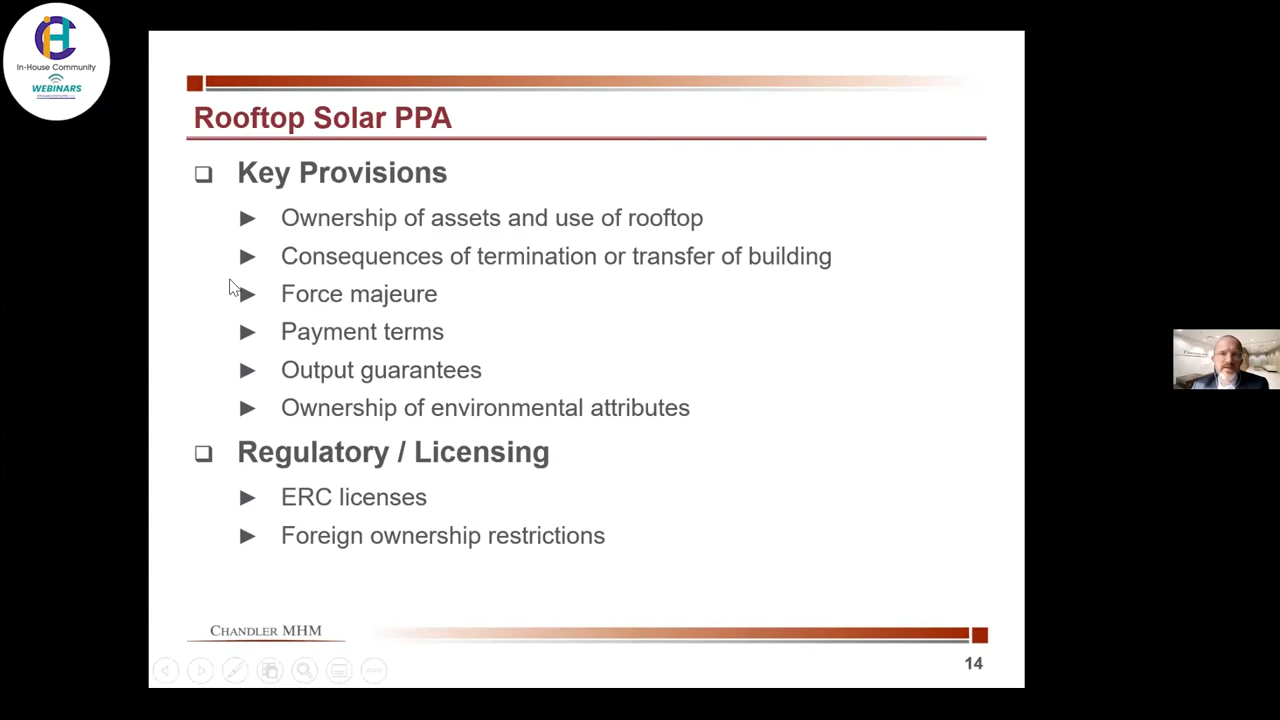 In-House Community
WEBINARS
Rooftop Solar PPA
Key Provisions
Ownership of assets and use of rooftop
Consequences of termination or transfer of building
Force majeure
Payment terms
Output guarantees
Ownership of environmental attributes
Regulatory / Licensing
ERC licenses
Foreign ownership restrictions
CHANDLER MHM
14